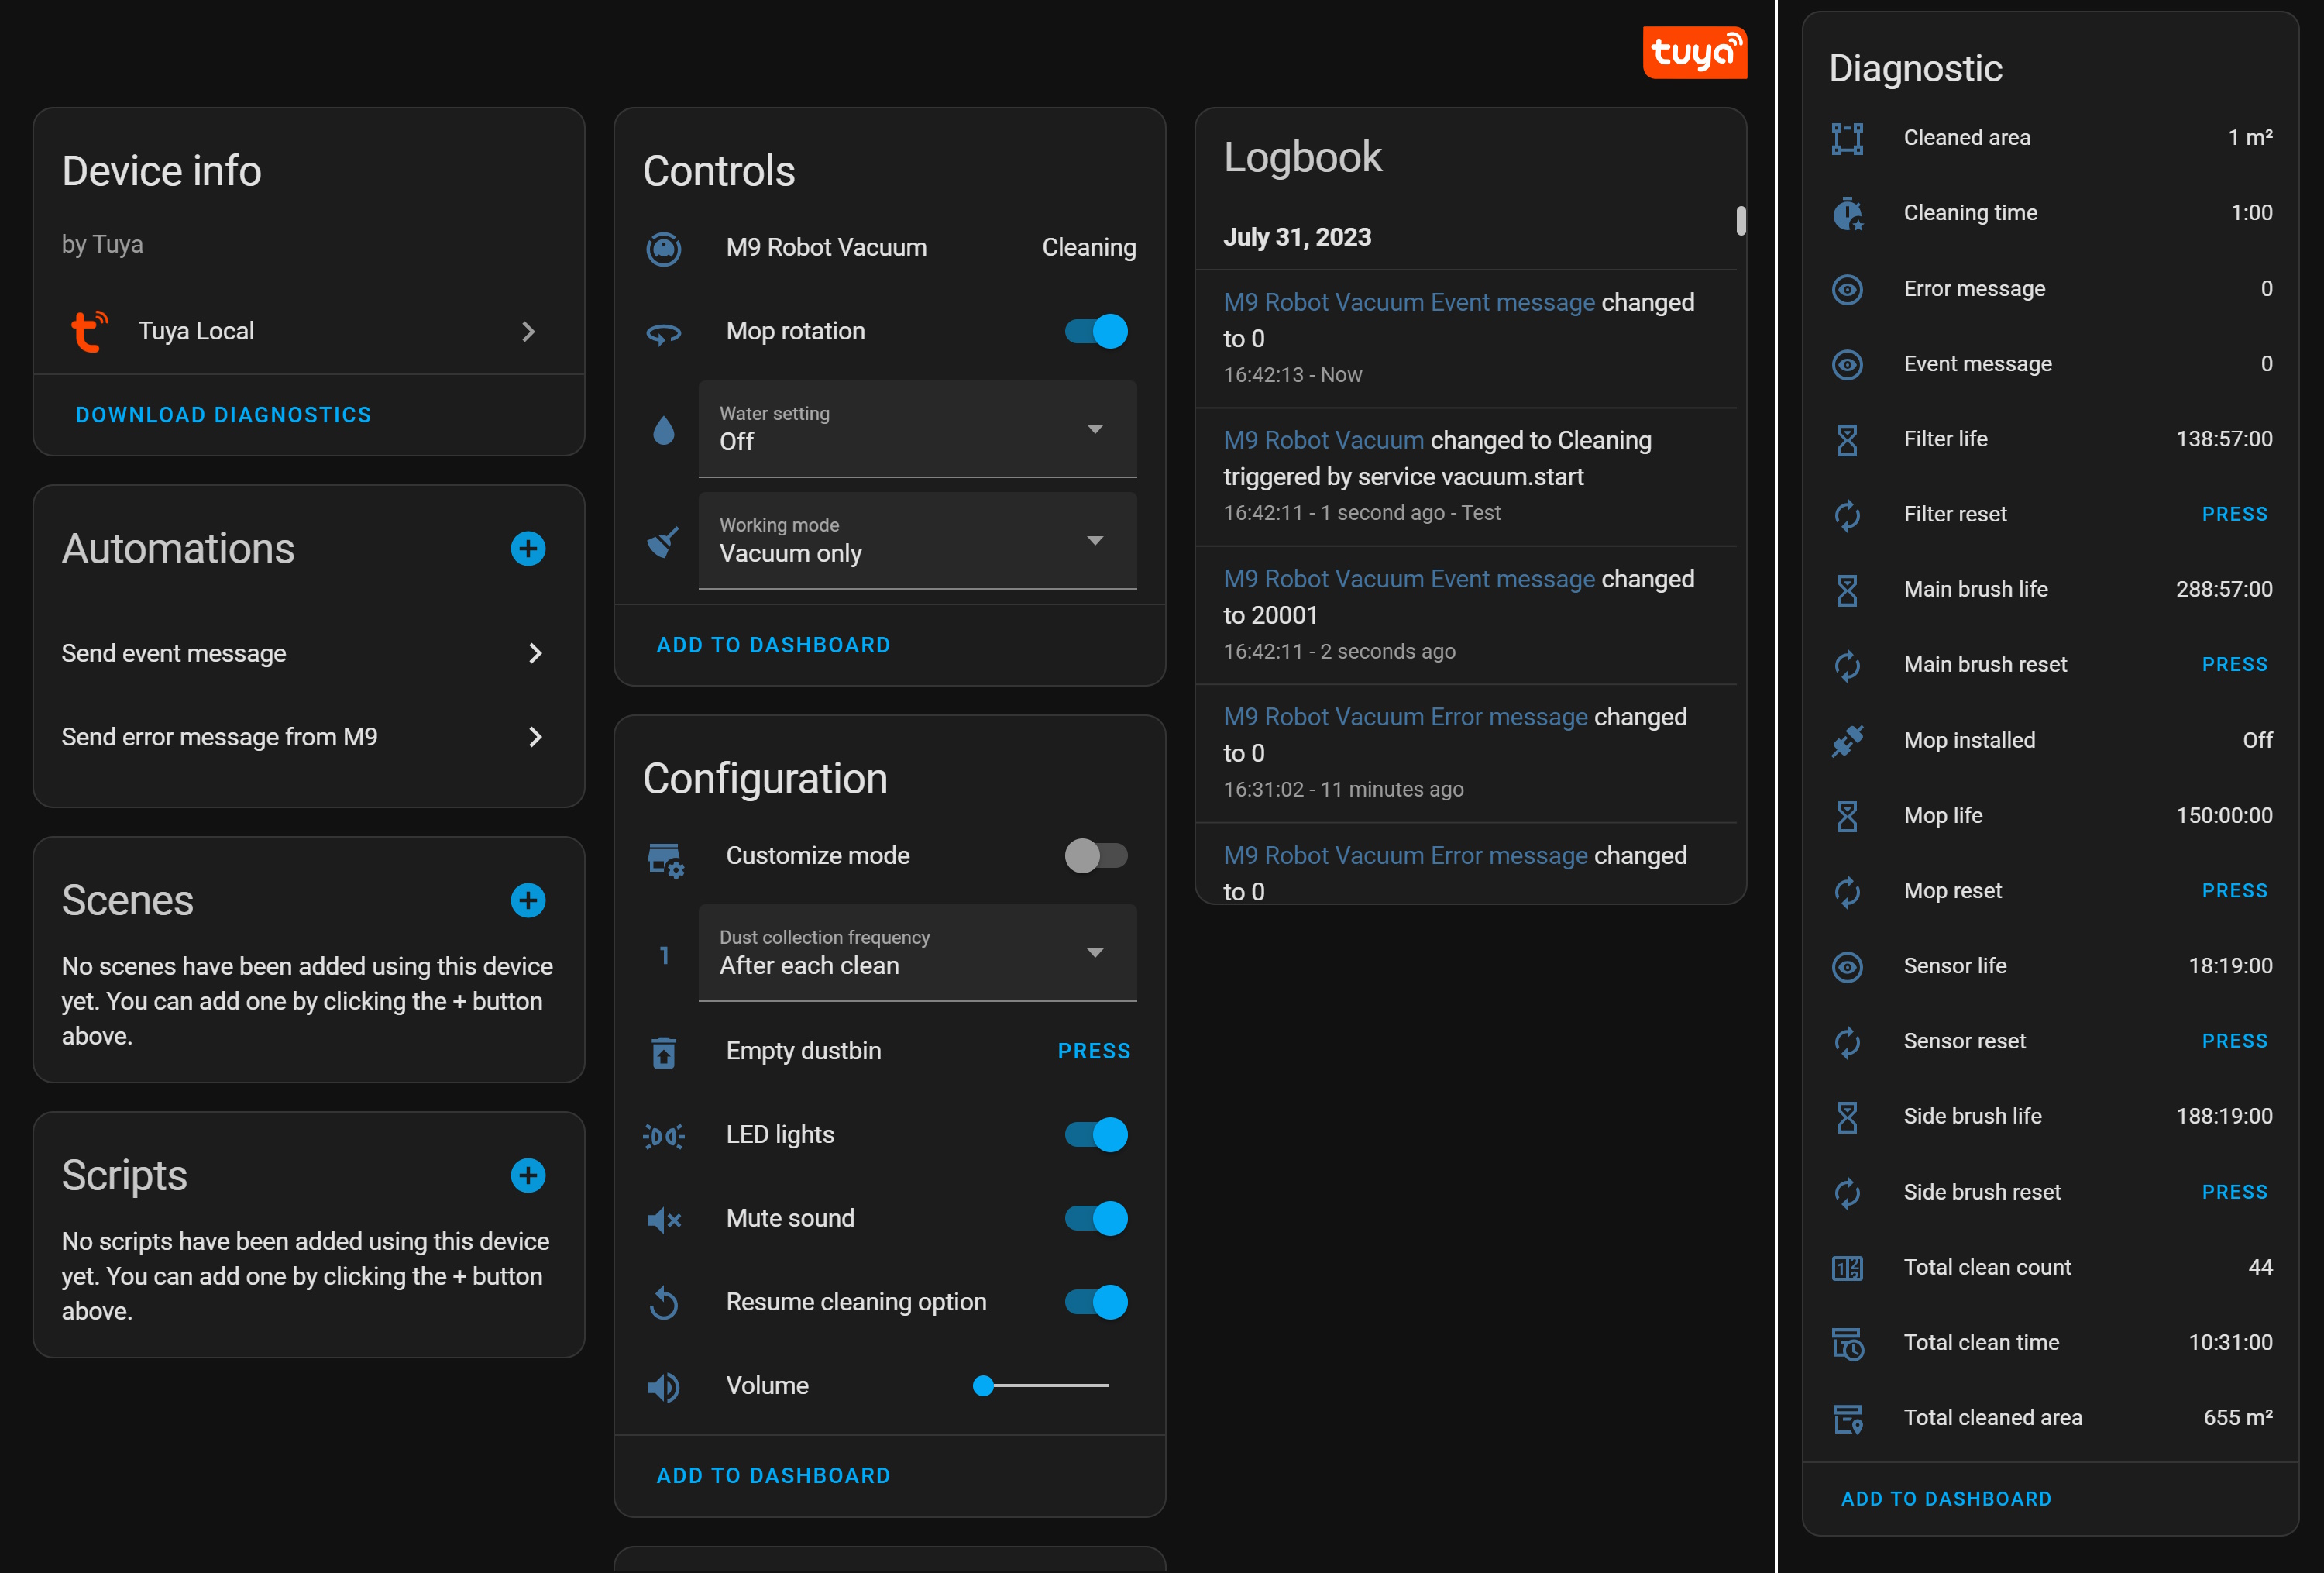 tuya
Device info
by Tuya
Tuya Local
DOWNLOAD DIAGNOSTICS
Automations
Send event message
Send error message from M9
Scenes
No scenes have been added using this device
yet. You can add one by clicking the + button
above.
Scripts
No scripts have been added using this device
yet. You can add one by clicking the + button
above.
Controls
M9 Robot Vacuum Cleaning
Mop rotation
Water setting
Off
Working mode
Vacuum only
ADD TO DASHBOARD
Configuration
Customize mode
1
Dust collection frequency
After each clean
Empty dustbin PRESS
LED lights
Mute sound
Resume cleaning option
Volume
ADD TO DASHBOARD
Logbook
July 31, 2023
M9 Robot Vacuum Event message changed
to 0
16:42:13 - Now
M9 Robot Vacuum changed to Cleaning
triggered by service vacuum.start
16:42:11 - 1 second ago - Test
M9 Robot Vacuum Event message changed
to 20001
16:42:11 - 2 seconds ago
M9 Robot Vacuum Error message changed
to 0
16:31:02 - 11 minutes ago
M9 Robot Vacuum Error message changed
to 0
Diagnostic
Cleaned area 1 m²
Cleaning time 1:00
Error message 0
Event message 0
Filter life 138:57:00
Filter reset PRESS
Main brush life 288:57:00
Main brush reset PRESS
Mop installed Off
Mop life 150:00:00
Mop reset PRESS
Sensor life 18:19:00
Sensor reset PRESS
Side brush life 188:19:00
Side brush reset PRESS
Total clean count 44
Total clean time 10:31:00
Total cleaned area 655 m²
ADD TO DASHBOARD